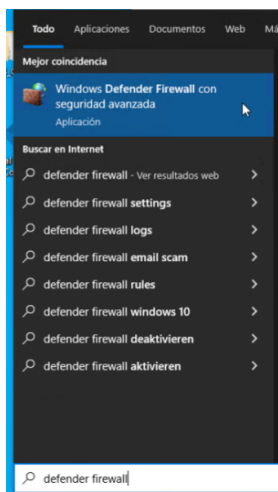 Todo Aplicaciones Documentos Web Má
Mejor coincidencia
Windows Defender Firewall con
seguridad avanzada
Aplicación
Buscar en Internet
defender firewall - Ver resultados web
defender firewall settings
defender firewall logs
defender firewall email scam
defender firewall rules
defender firewall windows 10
defender firewall deaktivieren
defender firewall aktivieren
defender firewall